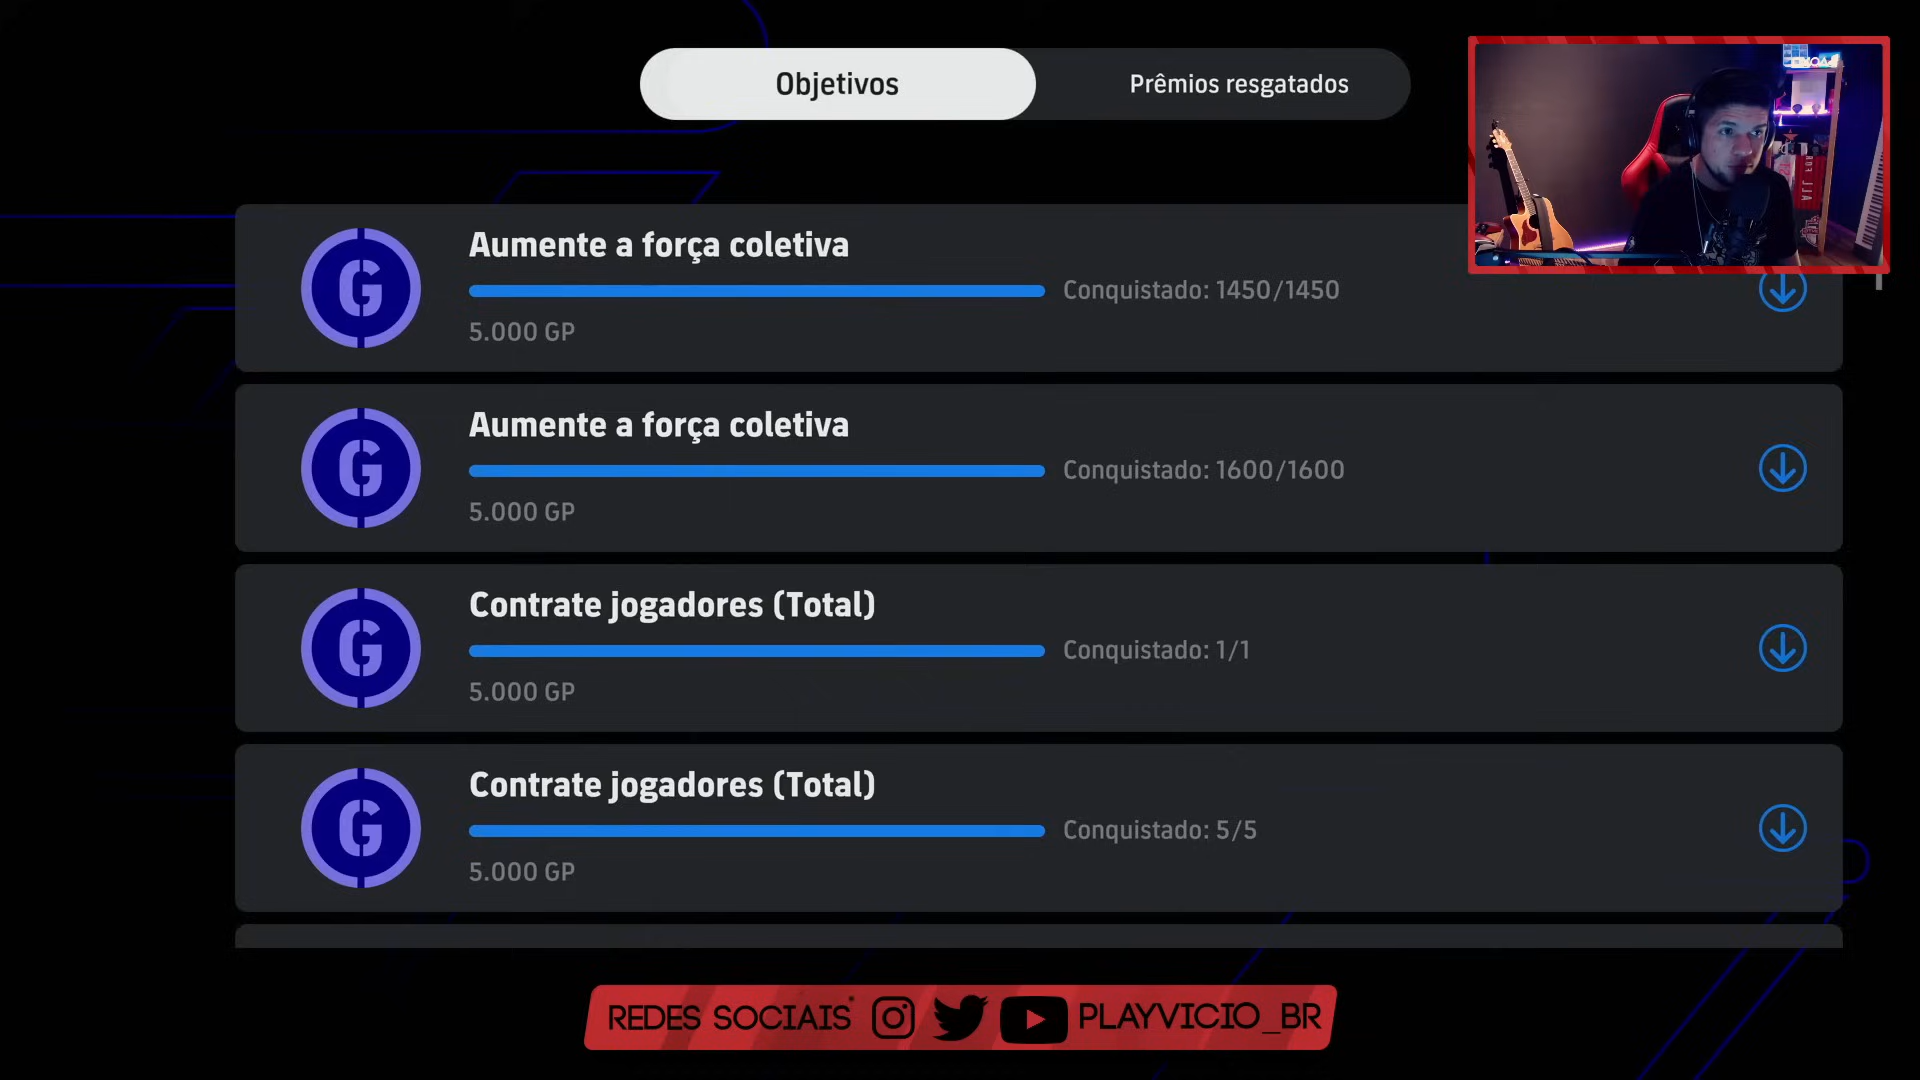 Objetivos
Prêmios resgatados
Aumente a força coletiva
Conquistado: 1450/1450
5.000 GP
Aumente a força coletiva
Conquistado: 1600/1600
5.000 GP
Contrate jogadores (Total)
Conquistado: 1/1
5.000 GP
Contrate jogadores (Total)
Conquistado: 5/5
5.000 GP
REDES SOCIAIS PLAYVICIO_BR